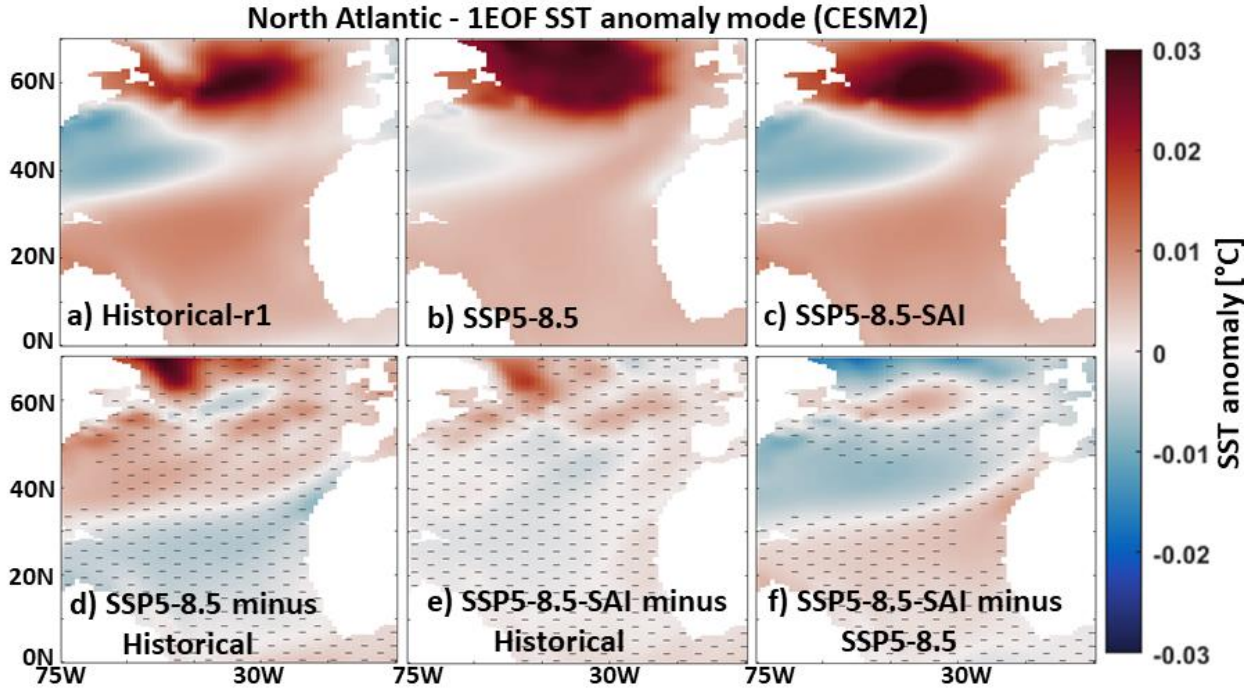 North Atlantic - 1EOF SST anomaly mode (CESM2)
60N
40N
20N
0N
a) Historical-r1
b) SSP5-8.5
c) SSP5-8.5-SAI
60N
40N
20N
0N
d) SSP5-8.5 minus
Historical
e) SSP5-8.5-SAI minus
Historical
f) SSP5-8.5-SAI minus
SSP5-8.5
75W
30W
75W
30W
75W
30W
0.03
0.02
0.01
0
-0.01
-0.02
-0.03
SST anomaly [°C]